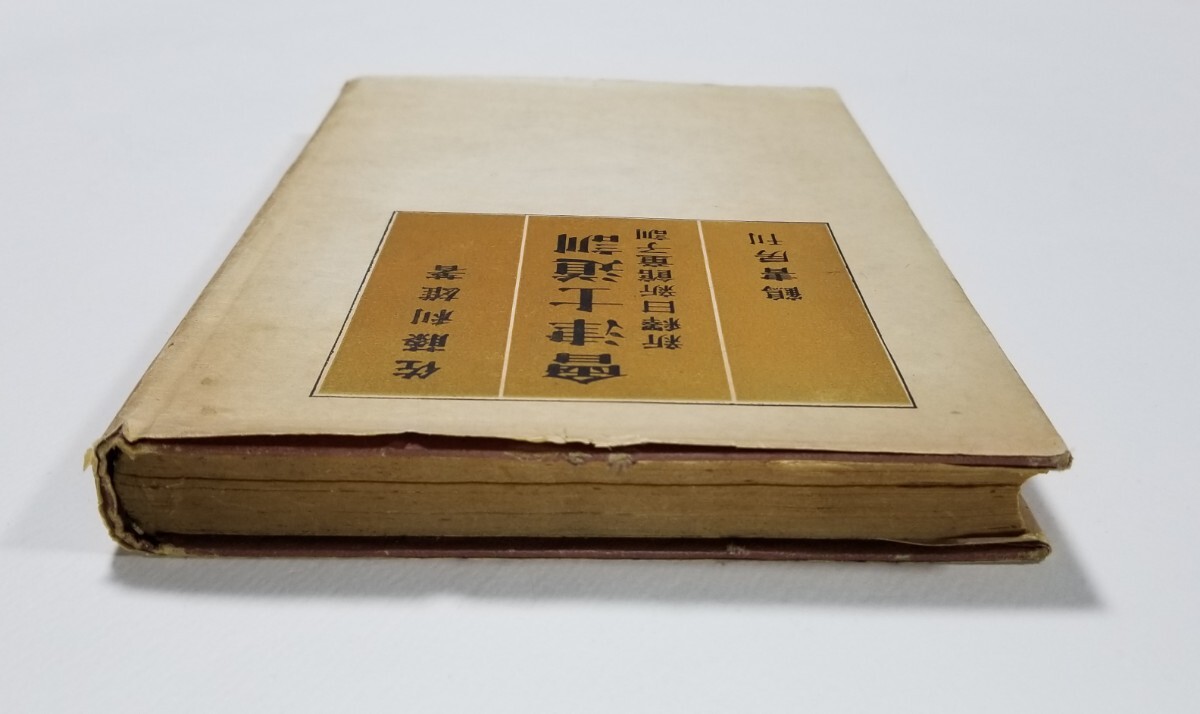 佐藤利雄著
會津士道訓
新釋日新館童子訓
鶴書房刊